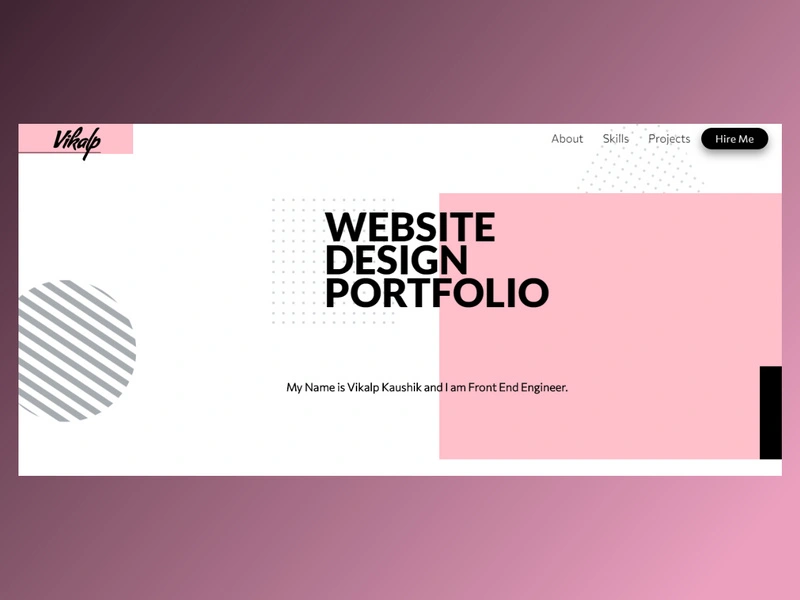 Vikalp
About Skills Projects Hire Me
WEBSITE
DESIGN
PORTFOLIO
My Name is Vikalp Kaushik and I am Front End Engineer.